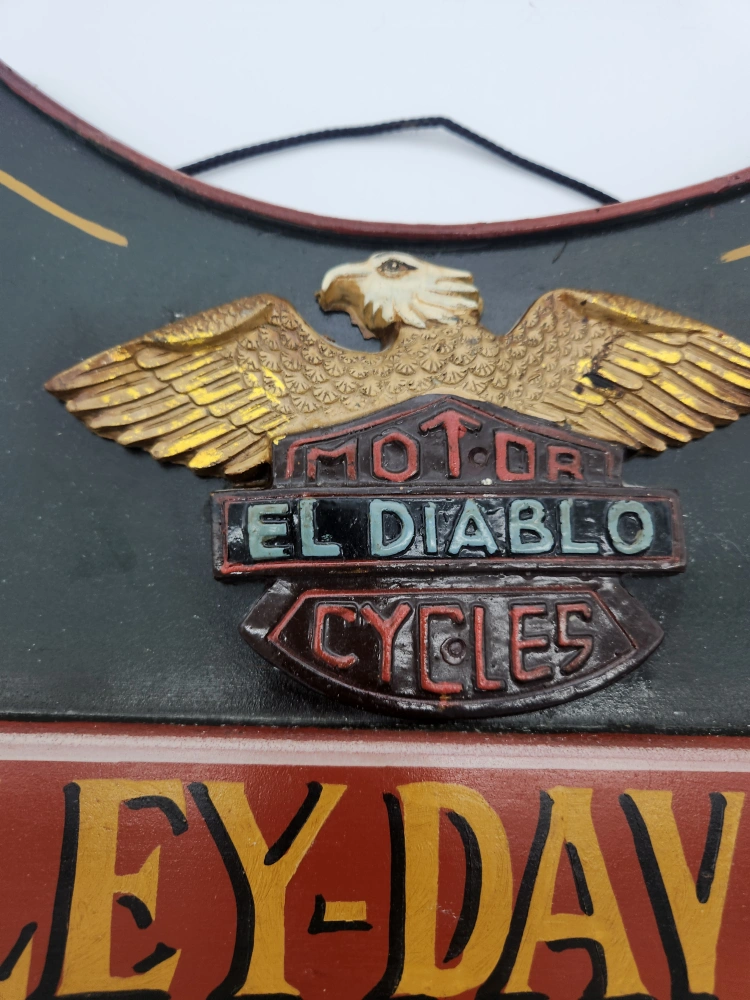 MOTOR
EL DIABLO
CYCLES
LEY-DAV